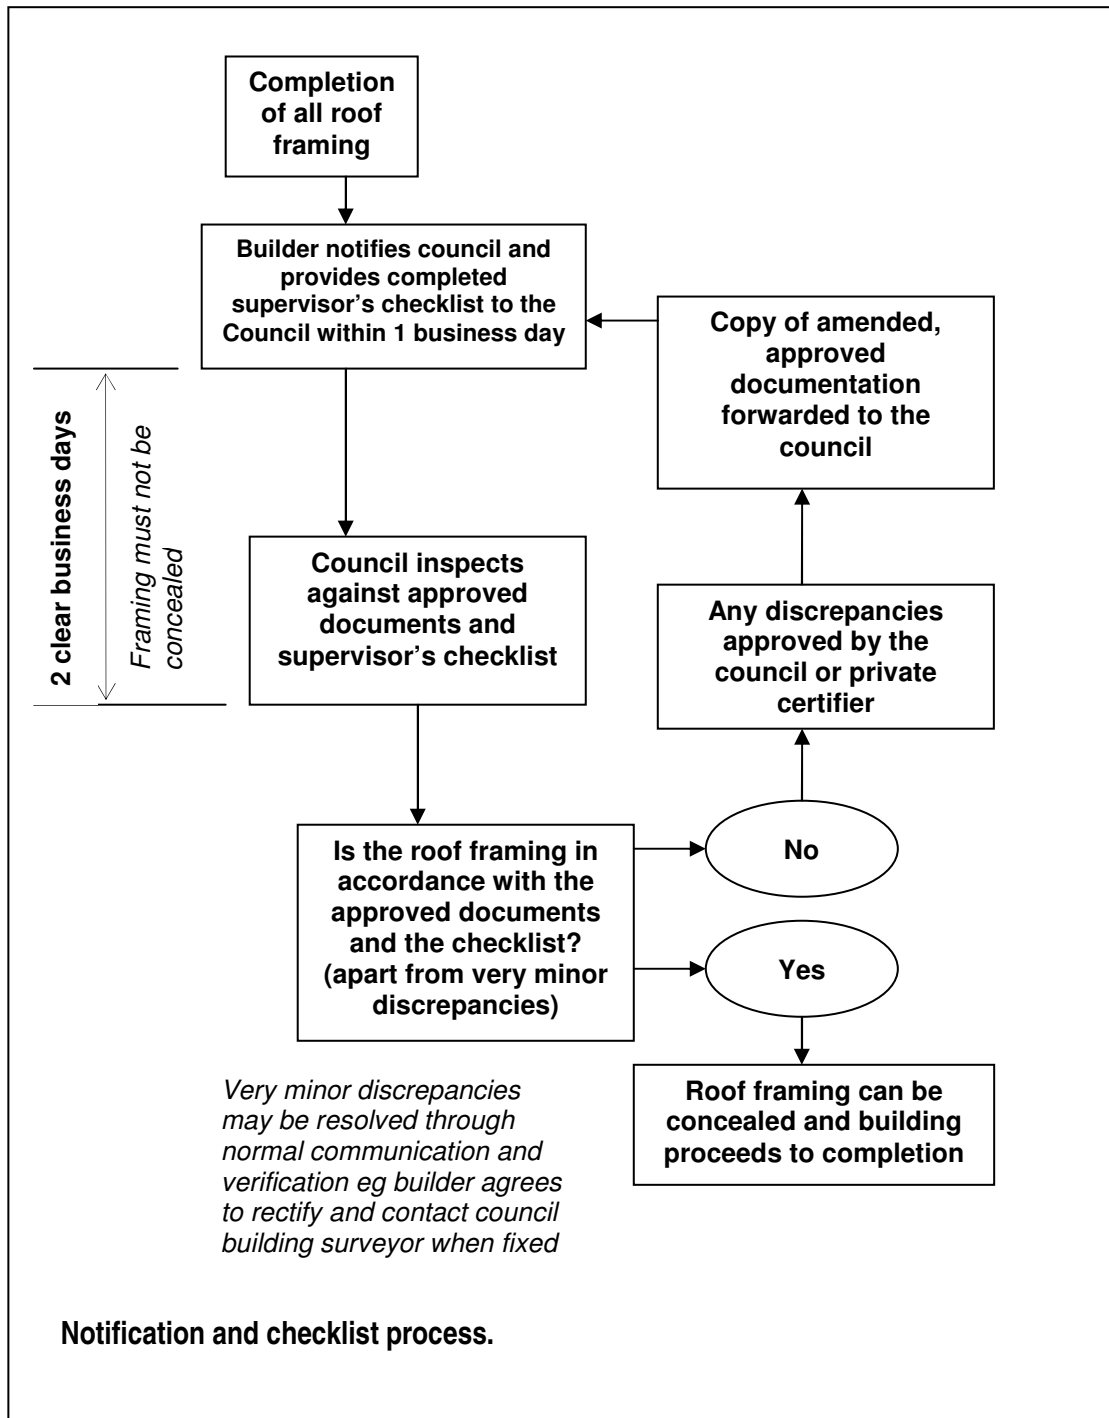 Completion
of all roof
framing
Builder notifies council and
provides completed
supervisor’s checklist to the
Council within 1 business day
Copy of amended,
approved
documentation
forwarded to the
council
2 clear business days
Framing must not be
concealed
Council inspects
against approved
documents and
supervisor’s checklist
Any discrepancies
approved by the
council or private
certifier
Is the roof framing in
accordance with the
approved documents
and the checklist?
(apart from very minor
discrepancies)
No
Yes
Roof framing can be
concealed and building
proceeds to completion
Very minor discrepancies
may be resolved through
normal communication and
verification eg builder agrees
to rectify and contact council
building surveyor when fixed
Notification and checklist process.